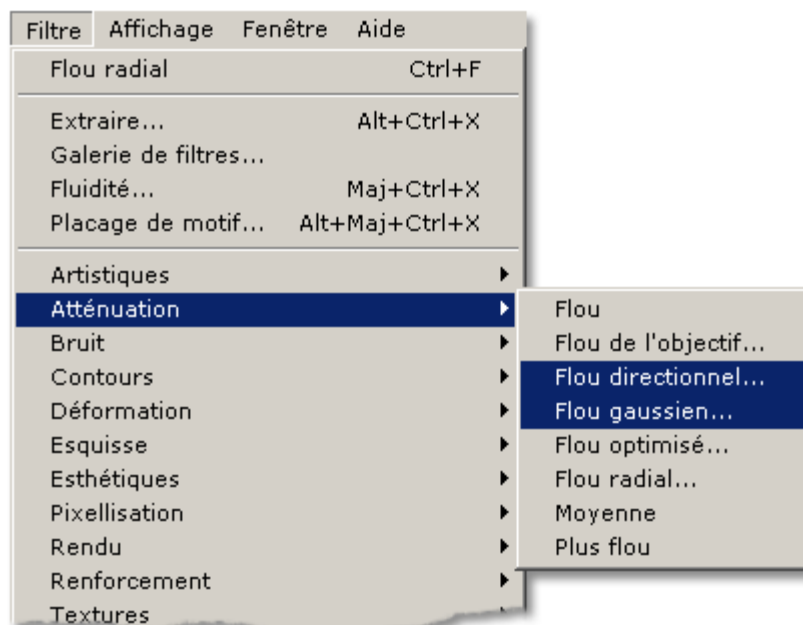 Filtre Affichage Fenêtre Aide
Flou radial Ctrl+F
Extraire... Alt+Ctrl+X
Galerie de filtres...
Fluidité... Maj+Ctrl+X
Placage de motif... Alt+Maj+Ctrl+X
Artistiques
Atténuation
Bruit
Contours
Déformation
Esquisse
Esthétiques
Pixellisation
Rendu
Renforcement
Textures
Flou
Flou de l'objectif...
Flou directionnel...
Flou gaussien...
Flou optimisé...
Flou radial...
Moyenne
Plus flou